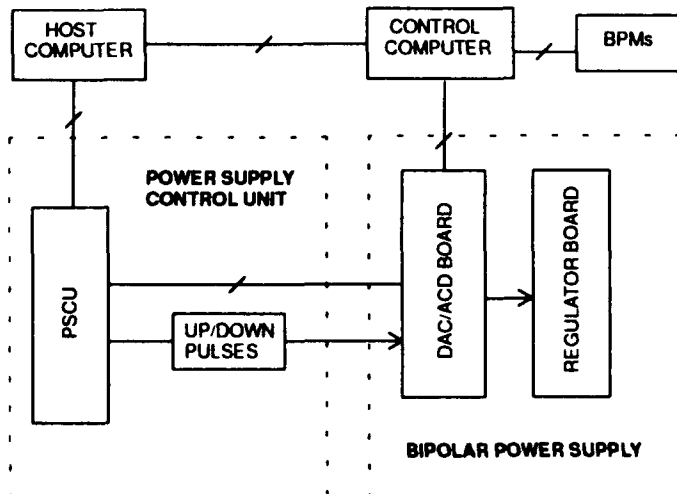 HOST
COMPUTER
CONTROL
COMPUTER
BPMs
POWER SUPPLY
CONTROL UNIT
PSCU
UP/DOWN
PULSES
DAC/ACD BOARD
REGULATOR BOARD
BIPOLAR POWER SUPPLY